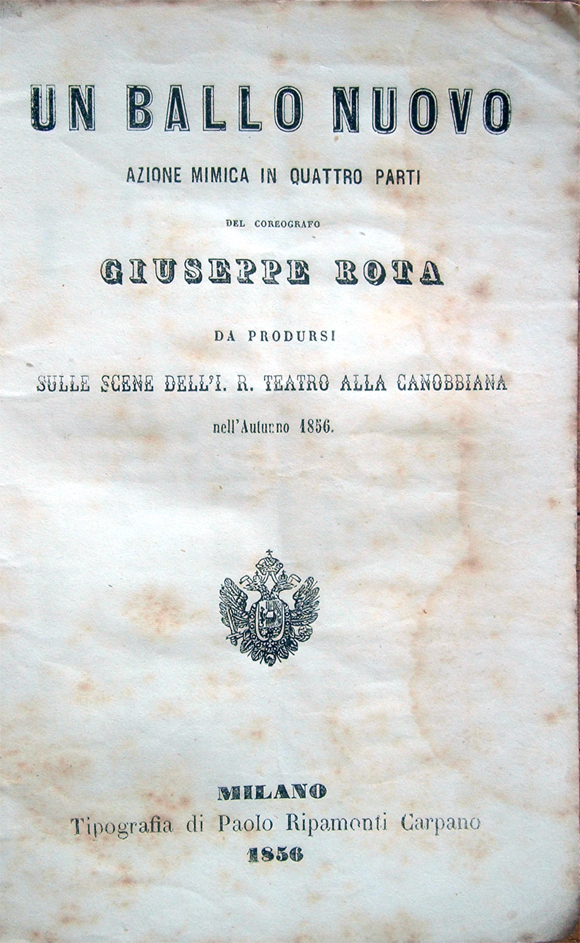 UN BALLO NUOVO
AZIONE MIMICA IN QUATTRO PARTI
DEL COREOGRAFO
GIUSEPPE ROTA
DA PRODURSI
SULLE SCENE DELL'I. R. TEATRO ALLA CANOBBIANA
nell'Autunno 1856.
MILANO
Tipografia di Paolo Ripamonti Carpano
1856